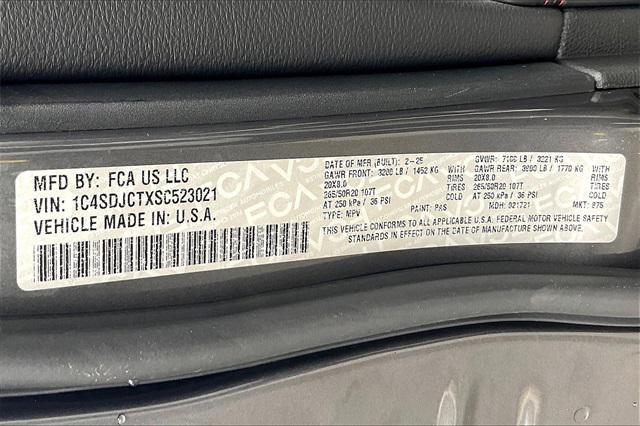 MFD BY: FCA US LLC
VIN: 1C4SDJCTXSC523021
VEHICLE MADE IN: U.S.A.
DATE OF MFR (BUILT): 2-25
GAWR FRONT: 3200 LB / 1452 KG WITH
20X8.0 RIMS
265/50R20 107T TIRES
AT 250 kPa / 36 PSI COLD
TYPE: MPV PAINT: PAS
GVWR: 7100 LB / 3221 KG
GAWR REAR: 3900 LB / 1770 KG WITH
20X8.0 RIMS
265/50R20 107T TIRES
AT 250 kPa / 36 PSI COLD
MDH: 021721 MKT: 875
THIS VEHICLE CONFORMS TO ALL APPLICABLE U.S.A. FEDERAL MOTOR VEHICLE
SAFETY STANDARDS IN EFFECT ON THE DATE OF MANUFACTURE SHOWN ABOVE.